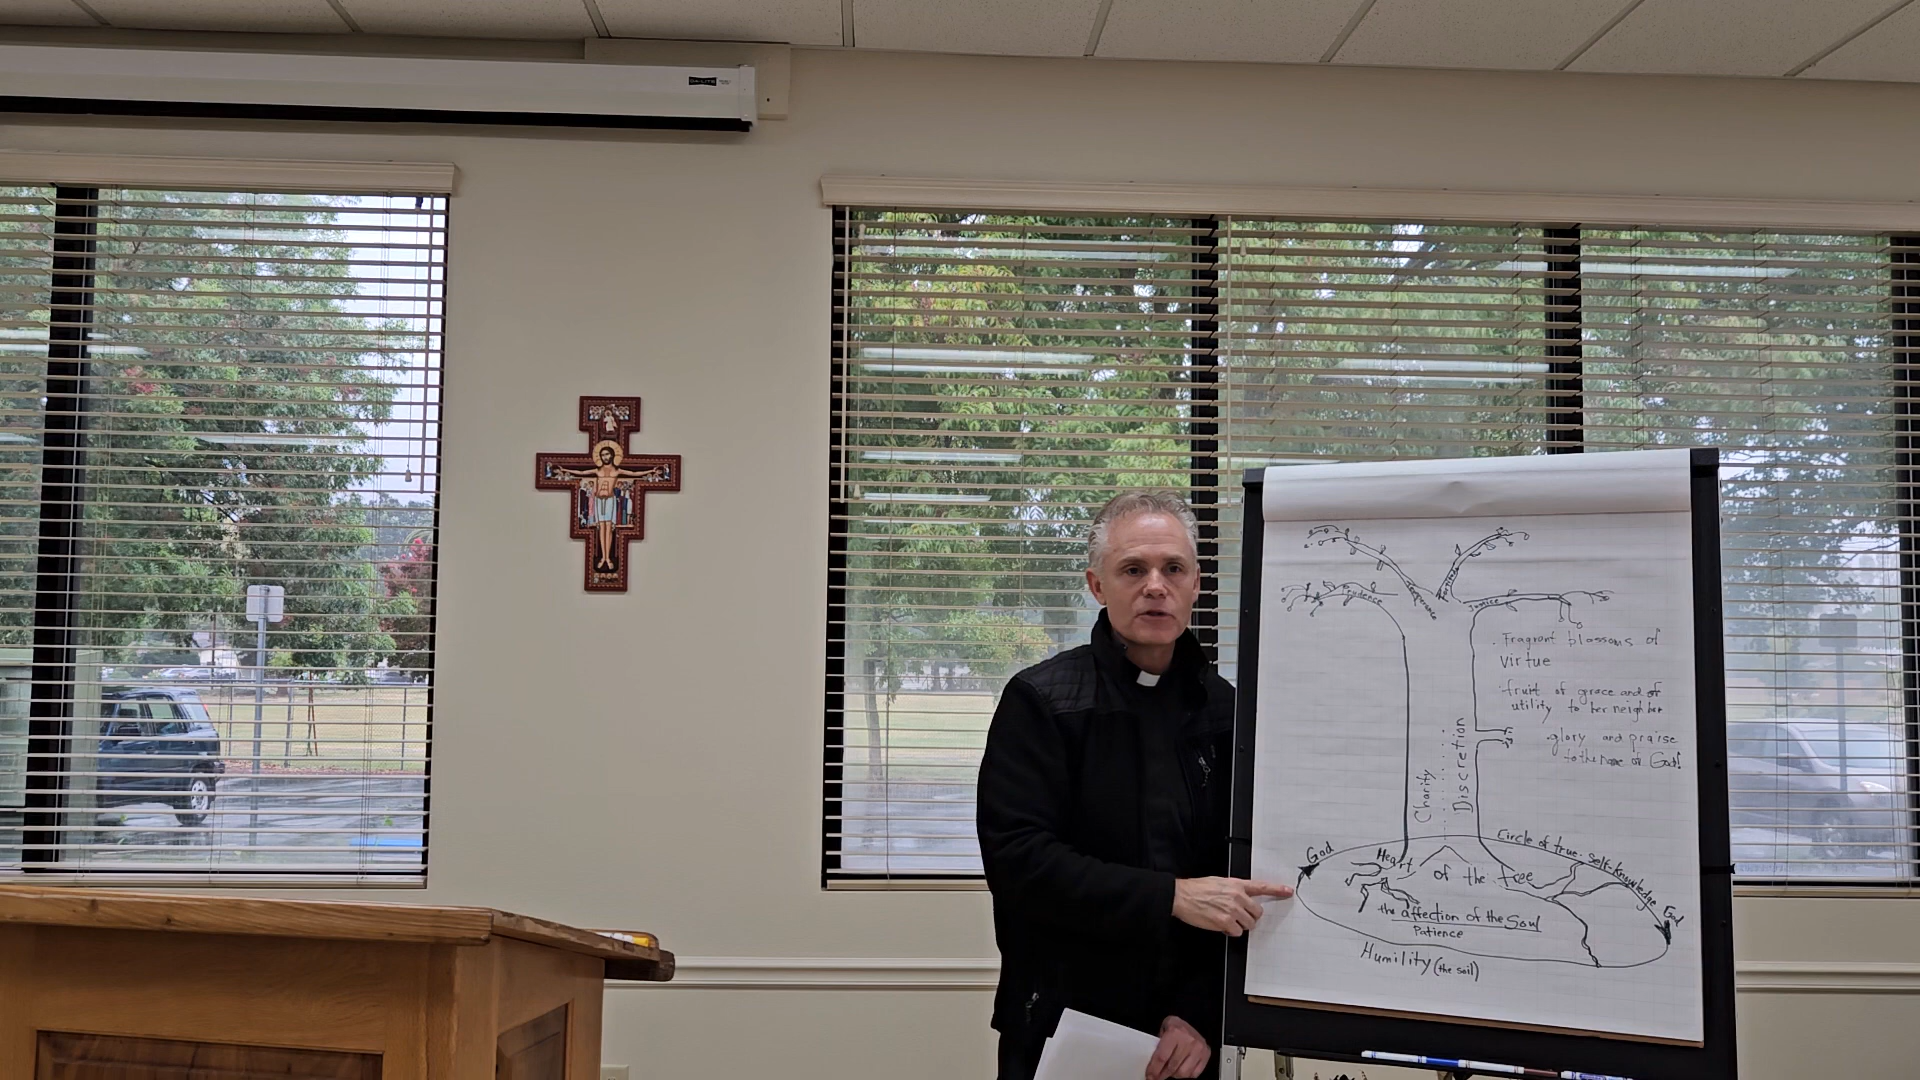 DA-LITE
Prudence
Temperance
Fortitude
Justice
. Fragrant blossoms of
virtue
. fruit of grace and of
utility to her neighbor
. glory and praise
to the name of God!
Charity
Discretion
Circle of true self-knowledge
God
God
Heart
of the tree
the affection of the Soul
Patience
Humility (the soil)